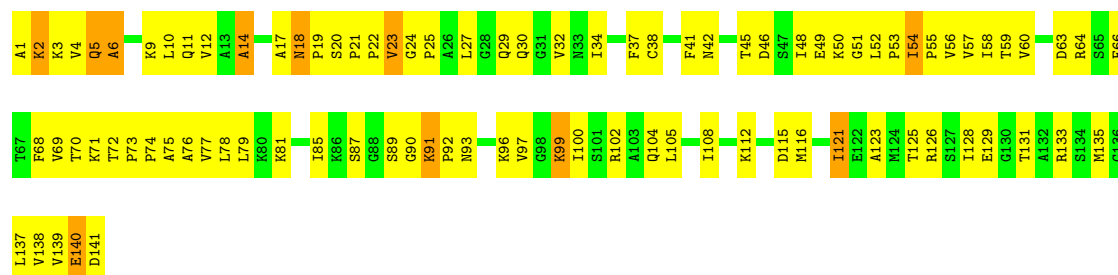 A1 K2 K3 V4 Q5 A6 K9 L10 Q11 V12 A13 A14 A17 N18 P19 S20 P21 P22 V23 G24 P25 A26 L27 G28 Q29 Q30 G31 V32 N33 I34 F37 C38 F41 N42 T45 D46 S47 I48 E49 K50 G51 L52 P53 I54 P55 V56 V57 I58 T59 V60 D63 R64 S65 F66
T67 F68 V69 T70 K71 T72 P73 P74 A75 A76 V77 L78 L79 K80 K81 I85 K86 S87 G88 S89 G90 K91 P92 N93 K96 V97 G98 K99 I100 S101 R102 A103 Q104 L105 I108 K112 D115 M116 I121 E122 A123 M124 T125 R126 S127 I128 E129 G130 T131 A132 R133 S134 M135 G136
L137 V138 V139 E140 D141